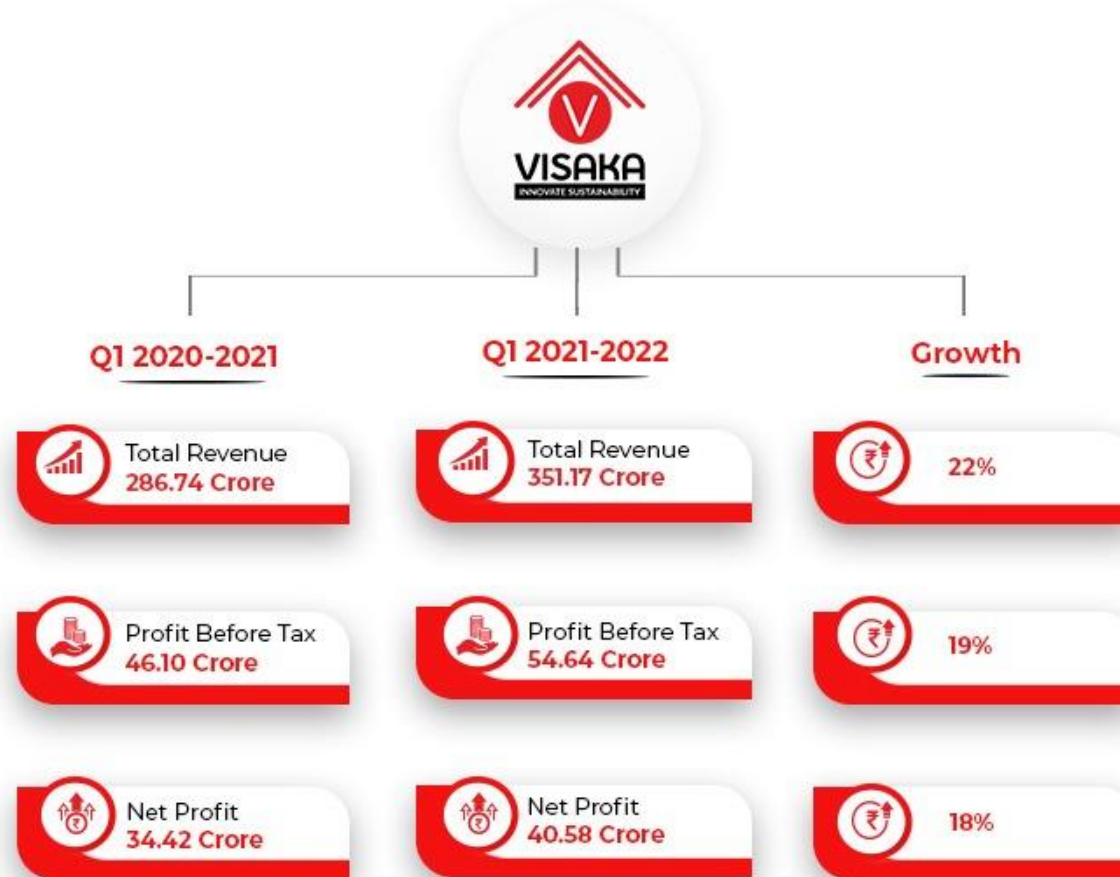 V
VISAKA
INNOVATE SUSTAINABILITY
Q1 2020-2021
Q1 2021-2022
Growth
Total Revenue
286.74 Crore
Total Revenue
351.17 Crore
₹
22%
Profit Before Tax
46.10 Crore
Profit Before Tax
54.64 Crore
₹
19%
₹
Net Profit
34.42 Crore
₹
Net Profit
40.58 Crore
₹
18%